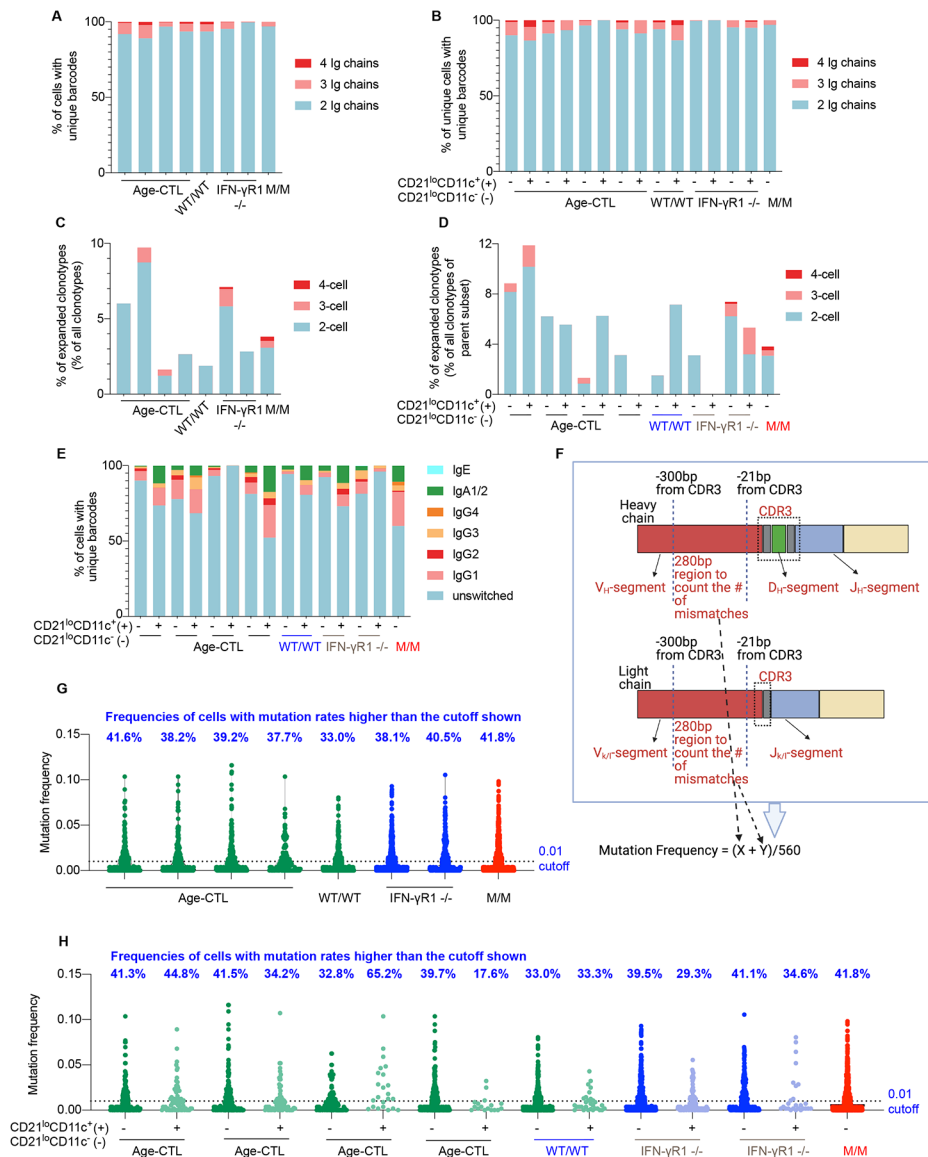 A
% of cells with
unique barcodes
100
50
0
4 Ig chains
3 Ig chains
2 Ig chains
Age-CTL
WT/WT
IFN-γR1
-/-
M/M
B
% of unique cells with
unique barcodes
100
50
0
4 Ig chains
3 Ig chains
2 Ig chains
CD21loCD11c+(+)
CD21loCD11c-(-)
- + - + - + - + - + - + - + -
Age-CTL WT/WT IFN-γR1 -/- M/M
C
% of expanded clonotypes
(% of all clonotypes)
10
5
0
4-cell
3-cell
2-cell
Age-CTL
WT/WT
IFN-γR1
-/-
M/M
D
% of expanded clonotypes
(% of all clonotypes of
parent subset)
12
8
4
0
4-cell
3-cell
2-cell
CD21loCD11c+(+)
CD21loCD11c-(-)
- + - + - + - + - + - + - + -
Age-CTL WT/WT IFN-γR1 -/- M/M
E
% of cells with
unique barcodes
100
50
0
IgE
IgA1/2
IgG4
IgG3
IgG2
IgG1
unswitched
CD21loCD11c+(+)
CD21loCD11c-(-)
- + - + - + - + - + - + - + -
Age-CTL WT/WT IFN-γR1 -/- M/M
F
-300bp
from CDR3
-21bp
from CDR3
Heavy
chain
CDR3
VH-segment
280bp
region to
count the #
of
mismatches
DH-segment
JH-segment
-300bp
from CDR3
-21bp
from CDR3
Light
chain
CDR3
Vk/l-segment
280bp
region to
count the #
of
mismatches
Jk/l-segment
Mutation Frequency = (X + Y)/560
G
Frequencies of cells with mutation rates higher than the cutoff shown
41.6% 38.2% 39.2% 37.7% 33.0% 38.1% 40.5% 41.8%
Mutation frequency
0.15
0.10
0.05
0.00
0.01
cutoff
Age-CTL WT/WT IFN-γR1 -/- M/M
H
Frequencies of cells with mutation rates higher than the cutoff shown
41.3% 44.8% 41.5% 34.2% 32.8% 65.2% 39.7% 17.6% 33.0% 33.3% 39.5% 29.3% 41.1% 34.6% 41.8%
Mutation frequency
0.15
0.10
0.05
0.00
0.01
cutoff
CD21loCD11c+(+)
CD21loCD11c-(-)
- + - + - + - + - + - + - + -
Age-CTL Age-CTL Age-CTL Age-CTL WT/WT IFN-γR1 -/- IFN-γR1 -/- M/M